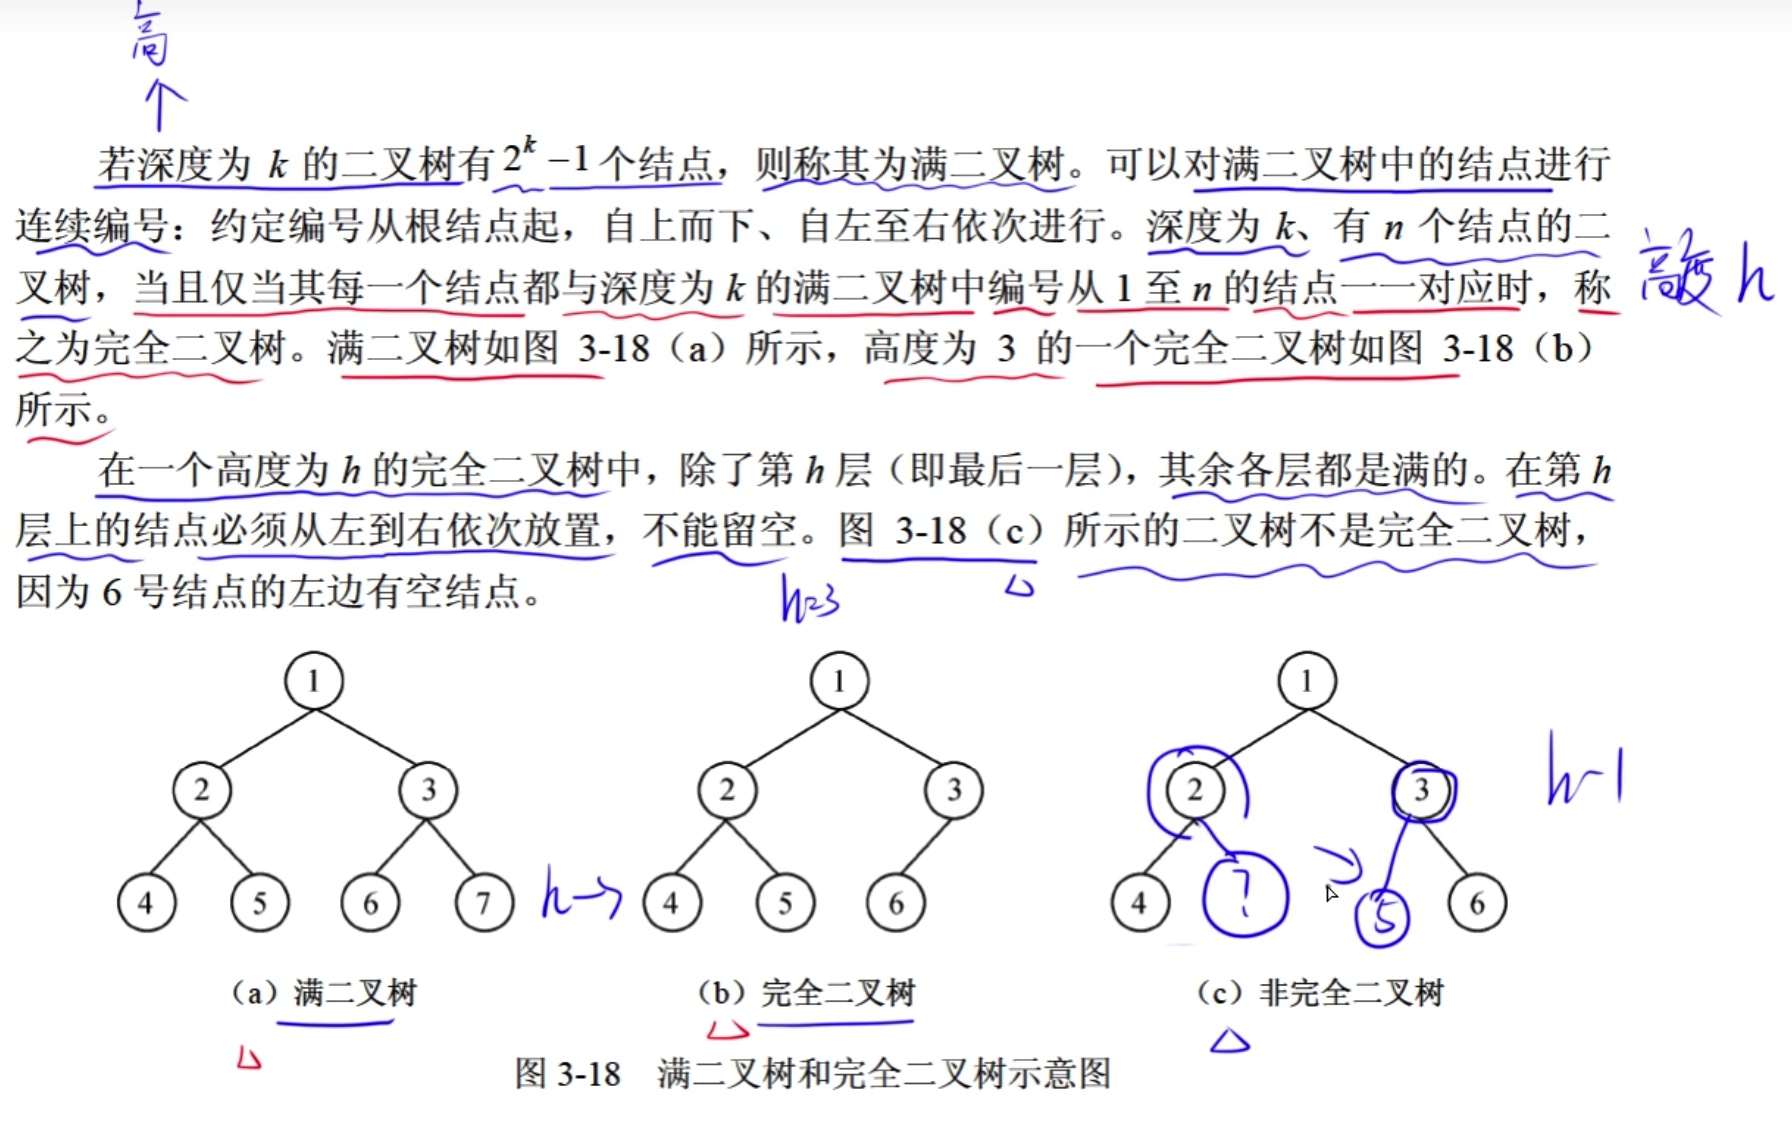 高
若深度为 k 的二叉树有 2^k −1 个结点，则称其为满二叉树。可以对满二叉树中的结点进行
连续编号：约定编号从根结点起，自上而下、自左至右依次进行。深度为 k、有 n 个结点的二
叉树，当且仅当其每一个结点都与深度为 k 的满二叉树中编号从 1 至 n 的结点一一对应时，称
高度 h
之为完全二叉树。满二叉树如图 3-18（a）所示，高度为 3 的一个完全二叉树如图 3-18（b）
所示。
在一个高度为 h 的完全二叉树中，除了第 h 层（即最后一层），其余各层都是满的。在第 h
层上的结点必须从左到右依次放置，不能留空。图 3-18（c）所示的二叉树不是完全二叉树，
因为 6 号结点的左边有空结点。
h=3
1 1 1
2 3 2 3 2 3 h-1
4 5 6 7 h→ 4 5 6 4 ? 5 6
（a）满二叉树 （b）完全二叉树 （c）非完全二叉树
图 3-18 满二叉树和完全二叉树示意图